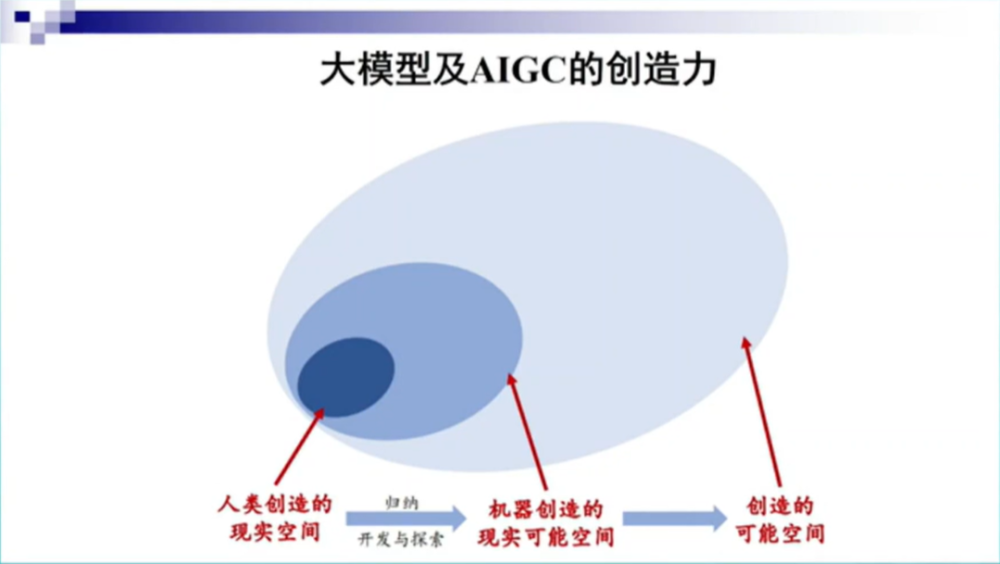 大模型及AIGC的创造力
人类创造的
现实空间
归纳
开发与探索
机器创造的
现实可能空间
创造的
可能空间